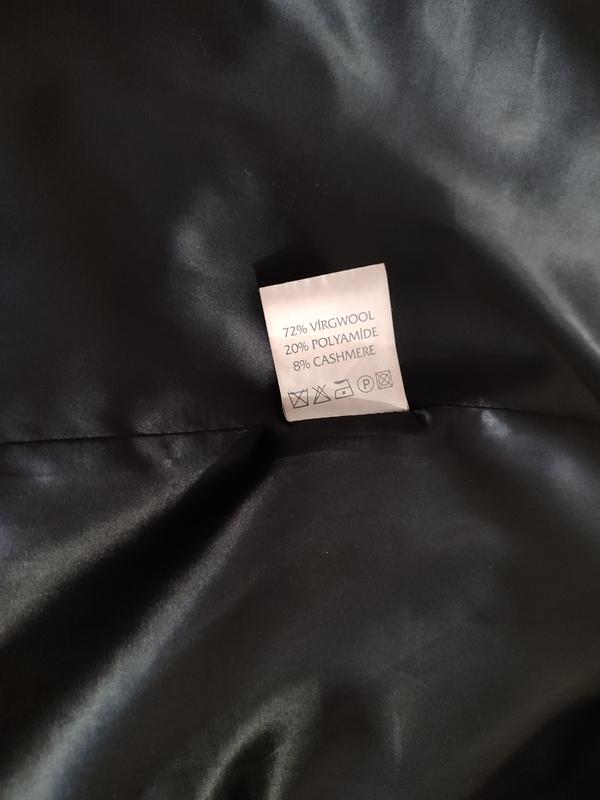 72% VİRGWOOL
20% POLYAMİDE
8% CASHMERE
P